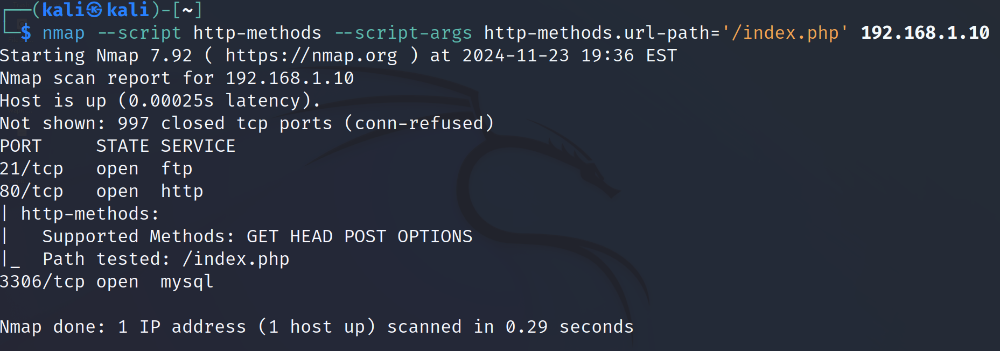 ┌──(kali㉿kali)-[~]
└─$ nmap --script http-methods --script-args http-methods.url-path='/index.php' 192.168.1.10
Starting Nmap 7.92 ( https://nmap.org ) at 2024-11-23 19:36 EST
Nmap scan report for 192.168.1.10
Host is up (0.00025s latency).
Not shown: 997 closed tcp ports (conn-refused)
PORT     STATE SERVICE
21/tcp   open  ftp
80/tcp   open  http
| http-methods:
|   Supported Methods: GET HEAD POST OPTIONS
|_  Path tested: /index.php
3306/tcp open  mysql
Nmap done: 1 IP address (1 host up) scanned in 0.29 seconds